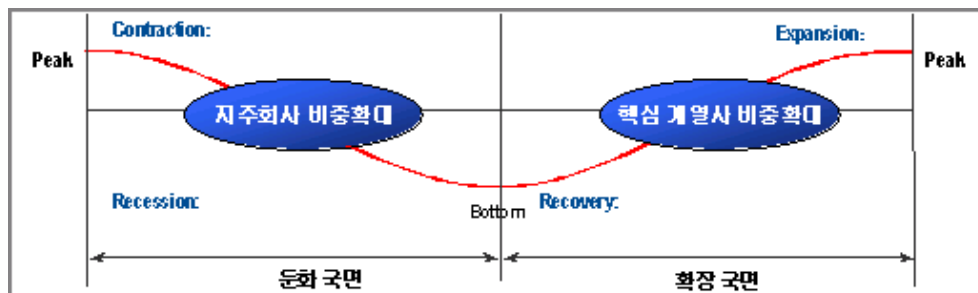 Contraction:
Expansion:
Peak
Peak
지주회사 비중확대
핵심 계열사 비중확대
Recession:
Bottom
Recovery:
둔화 국면
확장 국면